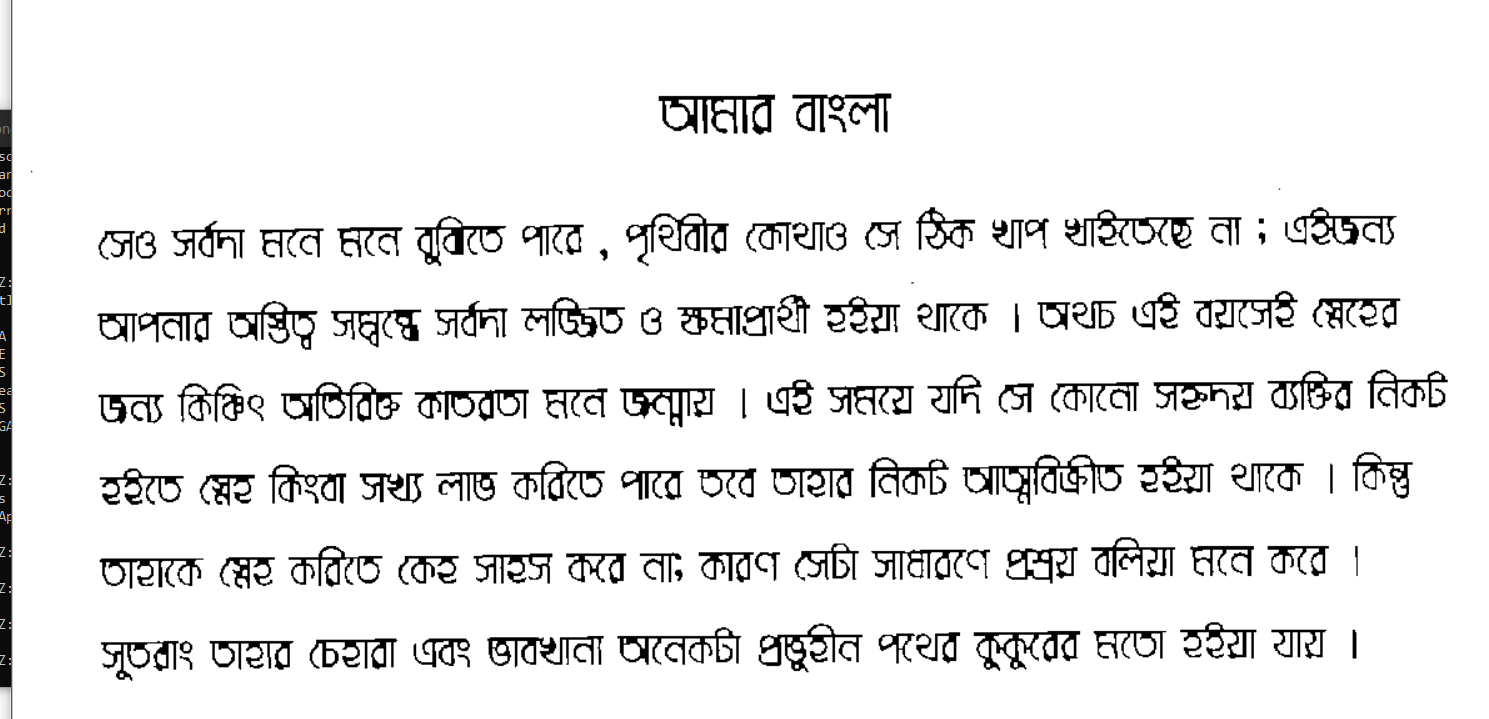 আমার বাংলা
সেও সর্বদা মনে মনে বুঝিতে পারে , পৃথিবীর কোথাও সে ঠিক খাপ খাইতেছে না ; এইজন্য
আপনার অস্তিত্ব সম্বন্ধে সর্বদা লজ্জিত ও ক্ষমাপ্রার্থী হইয়া থাকে । অথচ এই বয়সেই স্নেহের
জন্য কিঞ্চিৎ অতিরিক্ত কাতরতা মনে জন্মায় । এই সময়ে যদি সে কোনো সহৃদয় ব্যক্তির নিকট
হইতে স্নেহ কিংবা সখ্য লাভ করিতে পারে তবে তাহার নিকট আত্মবিক্রীত হইয়া থাকে । কিন্তু
তাহাকে স্নেহ করিতে কেহ সাহস করে না; কারণ সেটা সাধারণে প্রশ্রয় বলিয়া মনে করে ।
সুতরাং তাহার চেহারা এবং ভাবখানা অনেকটা প্রভুহীন পথের কুকুরের মতো হইয়া যায় ।